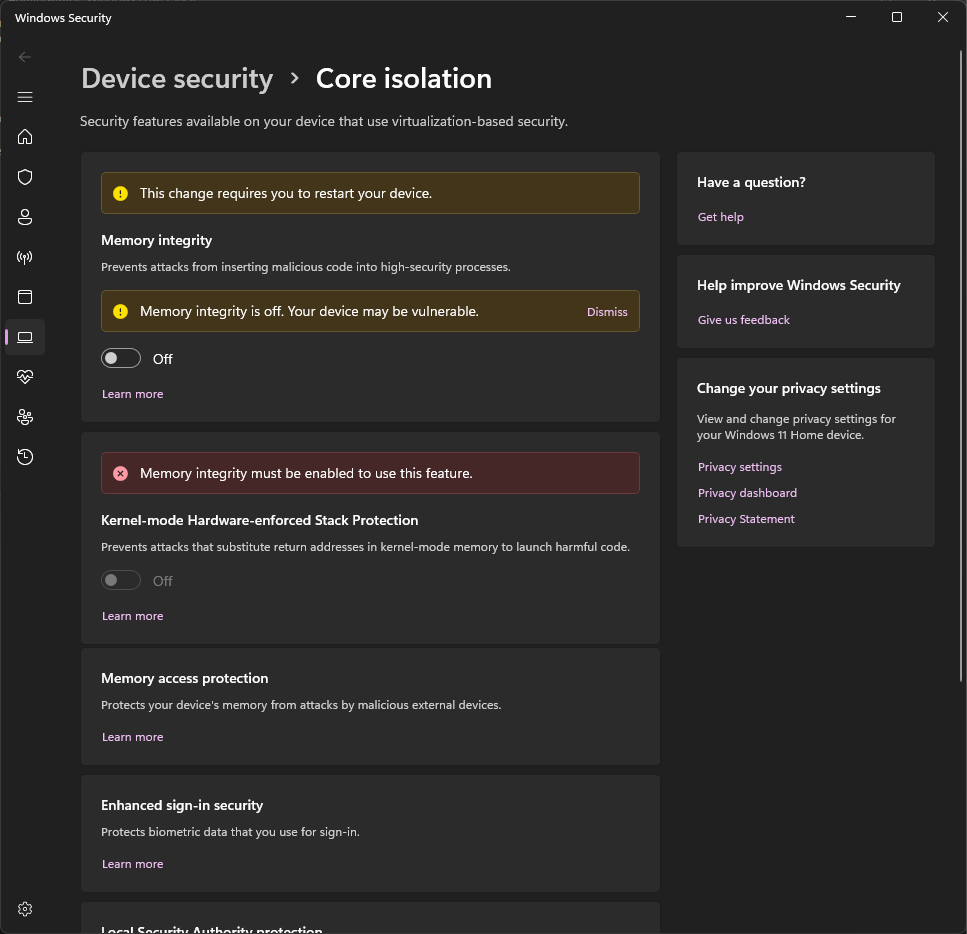 Windows Security
Device security > Core isolation
Security features available on your device that use virtualization-based security.
This change requires you to restart your device.
Memory integrity
Prevents attacks from inserting malicious code into high-security processes.
Memory integrity is off. Your device may be vulnerable.
Dismiss
Off
Learn more
Memory integrity must be enabled to use this feature.
Kernel-mode Hardware-enforced Stack Protection
Prevents attacks that substitute return addresses in kernel-mode memory to launch harmful code.
Off
Learn more
Memory access protection
Protects your device's memory from attacks by malicious external devices.
Learn more
Enhanced sign-in security
Protects biometric data that you use for sign-in.
Learn more
Local Security Authority protection
Have a question?
Get help
Help improve Windows Security
Give us feedback
Change your privacy settings
View and change privacy settings for
your Windows 11 Home device.
Privacy settings
Privacy dashboard
Privacy Statement